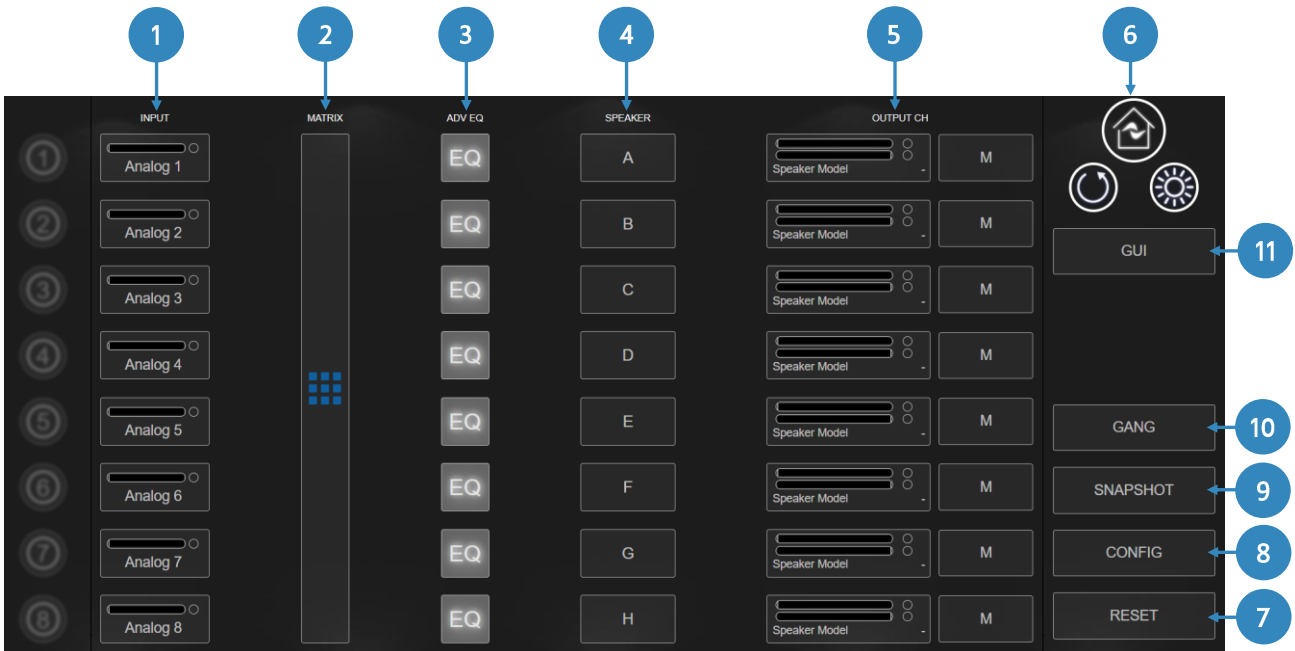 1 2 3 4 5 6
INPUT MATRIX ADV EQ SPEAKER OUTPUT CH
1 Analog 1 EQ A Speaker Model - M
2 Analog 2 EQ B Speaker Model - M
GUI 11
3 Analog 3 EQ C Speaker Model - M
4 Analog 4 EQ D Speaker Model - M
5 Analog 5 EQ E Speaker Model - M
GANG 10
6 Analog 6 EQ F Speaker Model - M
SNAPSHOT 9
7 Analog 7 EQ G Speaker Model - M
CONFIG 8
8 Analog 8 EQ H Speaker Model - M
RESET 7